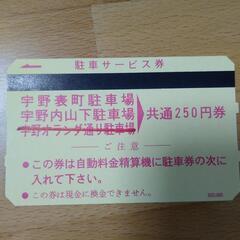 駐車サービス券
宇野裏町駐車場
宇野内山下駐車場 共通250円券
宇野オランダ通り駐車場
ご注意
●この券は自動料金精算機に駐車券の次に
入れて下さい。
●この券は現金に換金できません。